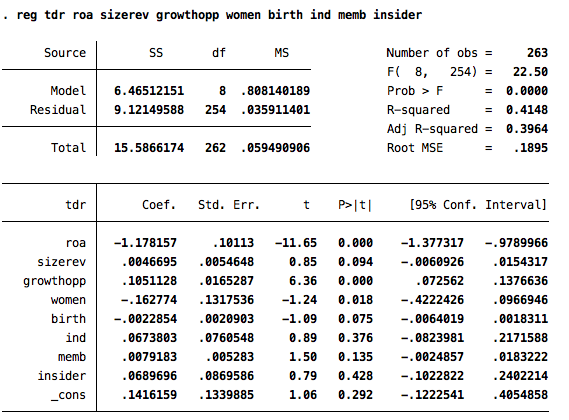 . reg tdr roa sizerev growthopp women birth ind memb insider
Source SS df MS Number of obs = 263
F( 8, 254) = 22.50
Model 6.46512151 8 .808140189 Prob > F = 0.0000
Residual 9.12149588 254 .035911401 R-squared = 0.4148
Adj R-squared = 0.3964
Total 15.5866174 262 .059490906 Root MSE = .1895
tdr Coef. Std. Err. t P>|t| [95% Conf. Interval]
roa -1.178157 .10113 -11.65 0.000 -1.377317 -.9789966
sizerev .0046695 .0054648 0.85 0.094 -.0060926 .0154317
growthopp .1051128 .0165287 6.36 0.000 .072562 .1376636
women -.162774 .1317536 -1.24 0.018 -.4222426 .0966946
birth -.0022854 .0020903 -1.09 0.075 -.0064019 .0018311
ind .0673803 .0760548 0.89 0.376 -.0823981 .2171588
memb .0079183 .005283 1.50 0.135 -.0024857 .0183222
insider .0689696 .0869586 0.79 0.428 -.1022822 .2402214
_cons .1416159 .1339885 1.06 0.292 -.1222541 .4054858